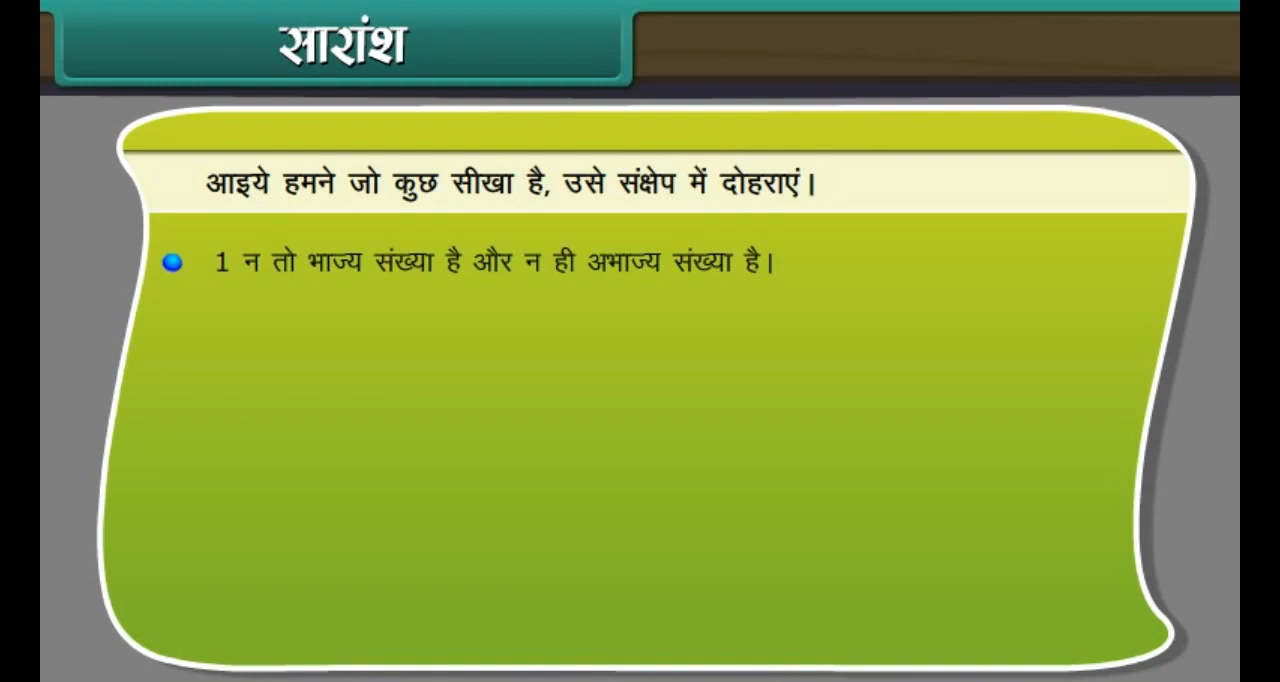 सारांश
आइये हमने जो कुछ सीखा है, उसे संक्षेप में दोहराएं।
1 न तो भाज्य संख्या है और न ही अभाज्य संख्या है।